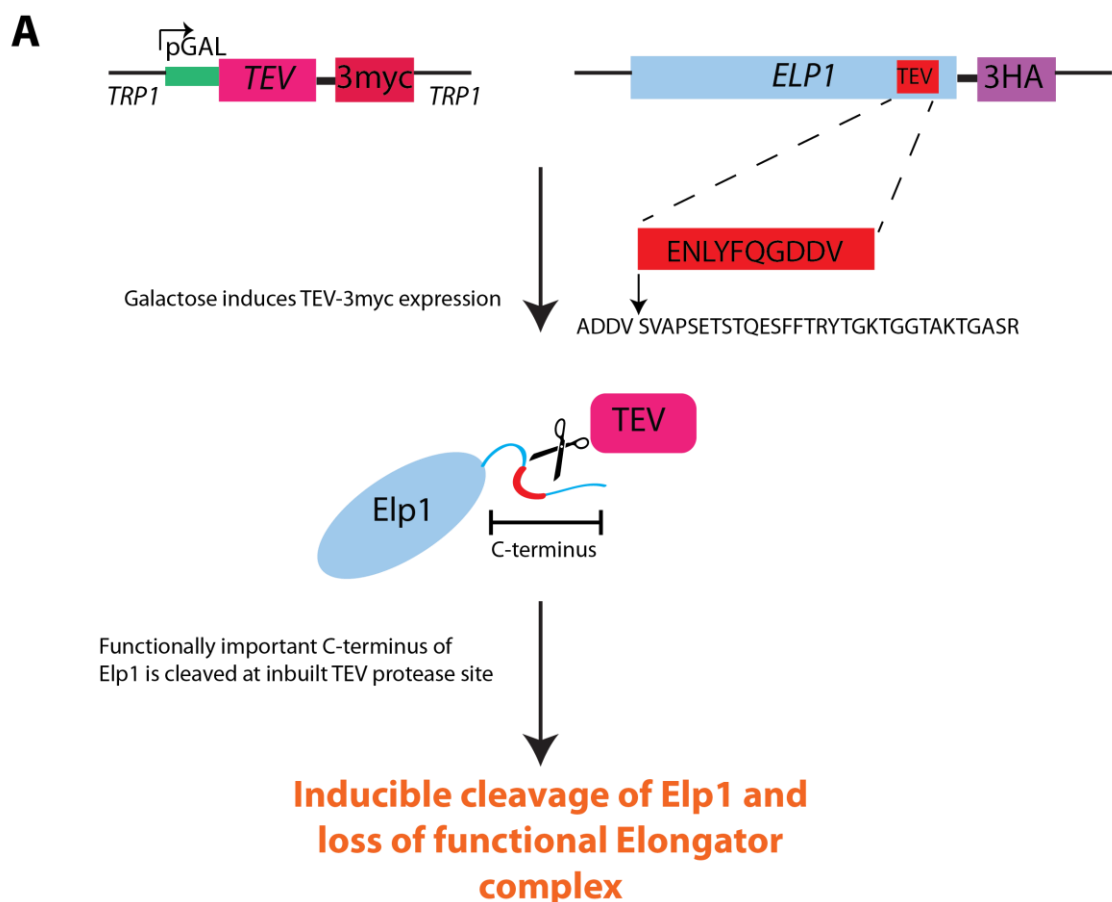 A
pGAL
TEV
3myc
TRP1
TRP1
ELP1
TEV
3HA
ENLYFQGDDV
Galactose induces TEV-3myc expression
ADDV SVAPSETSTQESFFTRYTGKTGGTAKTGASR
TEV
Elp1
C-terminus
Functionally important C-terminus of
Elp1 is cleaved at inbuilt TEV protease site
Inducible cleavage of Elp1 and
loss of functional Elongator
complex